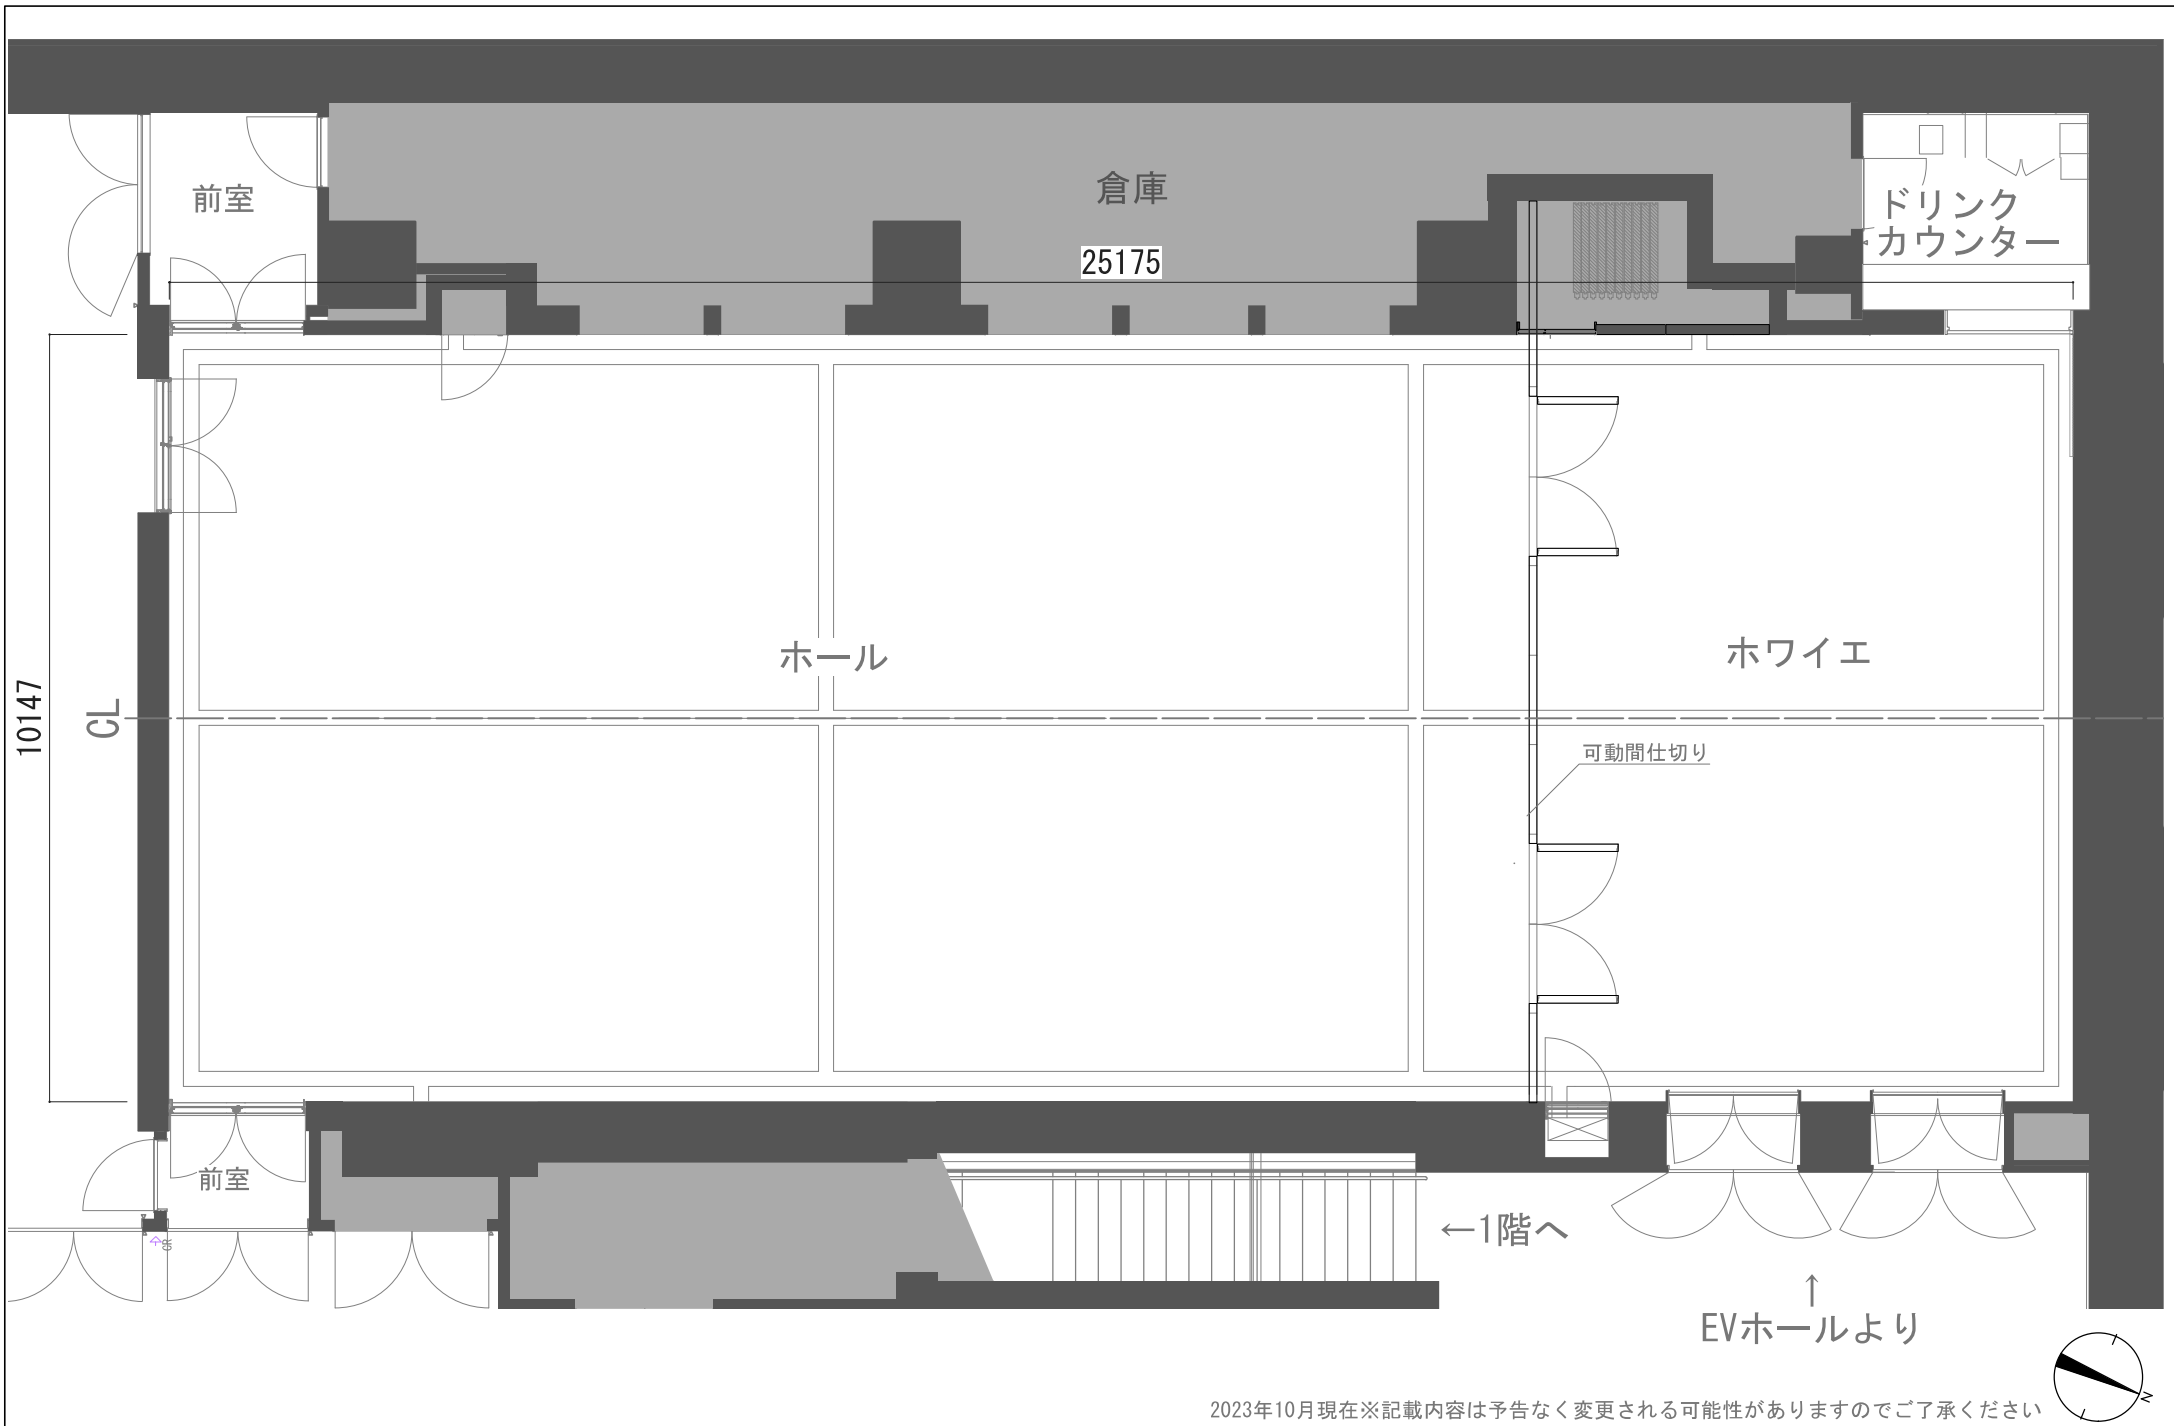 前室
倉庫
ドリンク
カウンター
25175
ホール
ホワイエ
10147
CL
可動間仕切り
前室
CR
←1階へ
↑
EVホールより
N
2023年10月現在※記載内容は予告なく変更される可能性がありますのでご了承ください